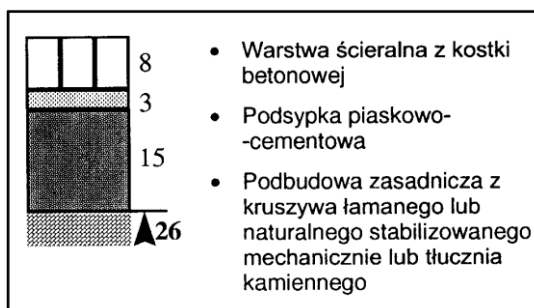 8
3
15
26
• Warstwa ścieralna z kostki
betonowej
• Podsypka piaskowo-
-cementowa
• Podbudowa zasadnicza z
kruszywa łamanego lub
naturalnego stabilizowanego
mechanicznie lub tłucznia
kamiennego